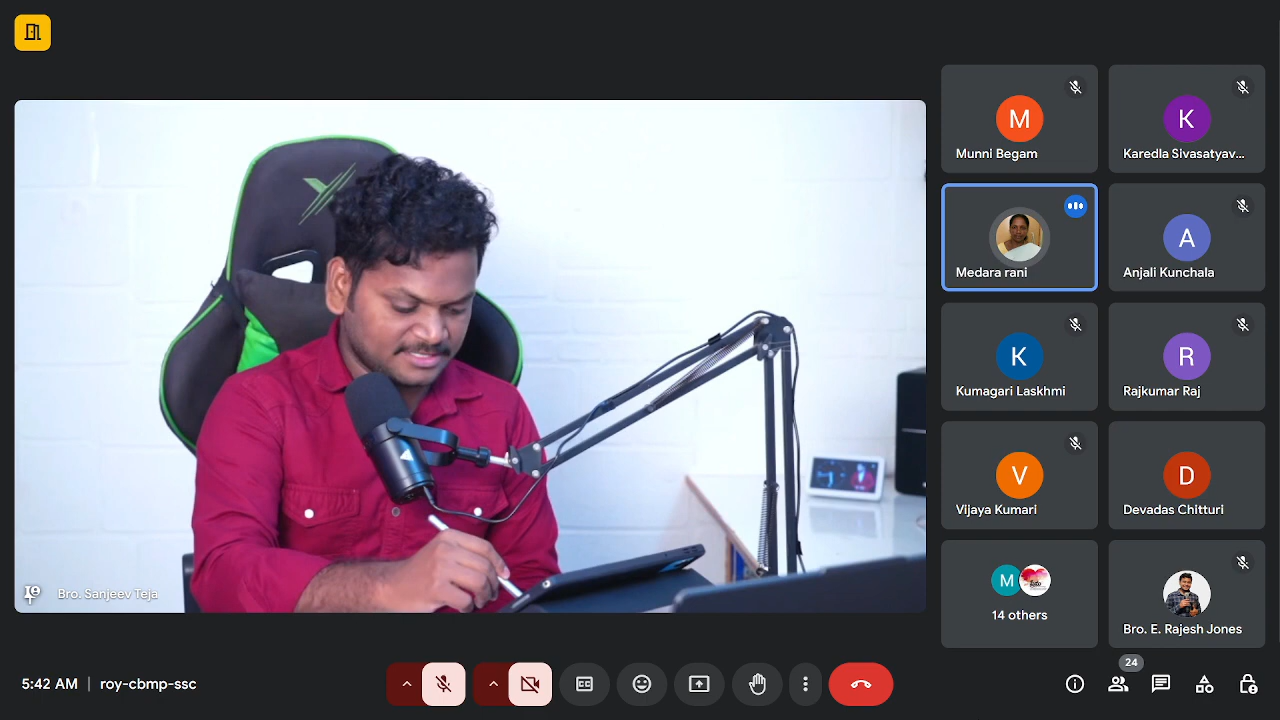 Munni Begam
Karedla Sivasatyav...
Medara rani
Anjali Kunchala
Kumagari Laskhmi
Rajkumar Raj
Vijaya Kumari
Devadas Chitturi
14 others
Bro. E. Rajesh Jones
Bro. Sanjeev Teja
M
K
A
K
R
V
D
M
5:42 AM | roy-cbmp-ssc
24